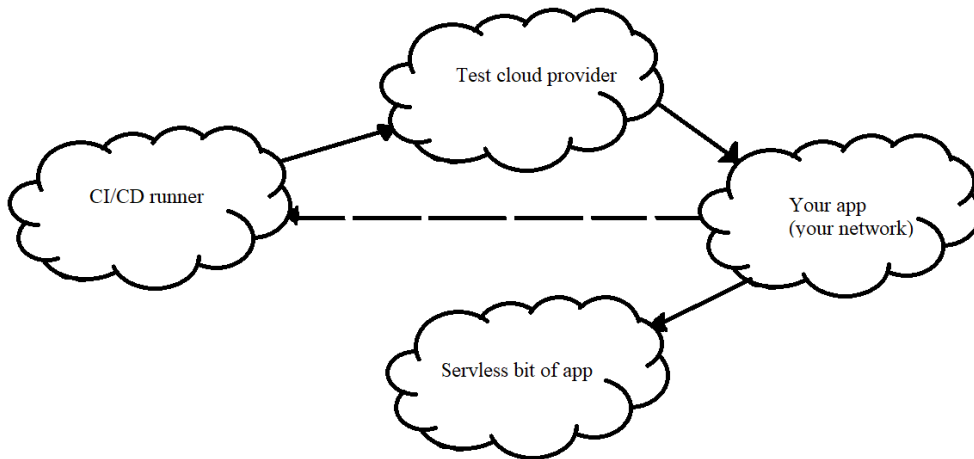 Test cloud provider
CI/CD runner
Your app
(your network)
Servless bit of app